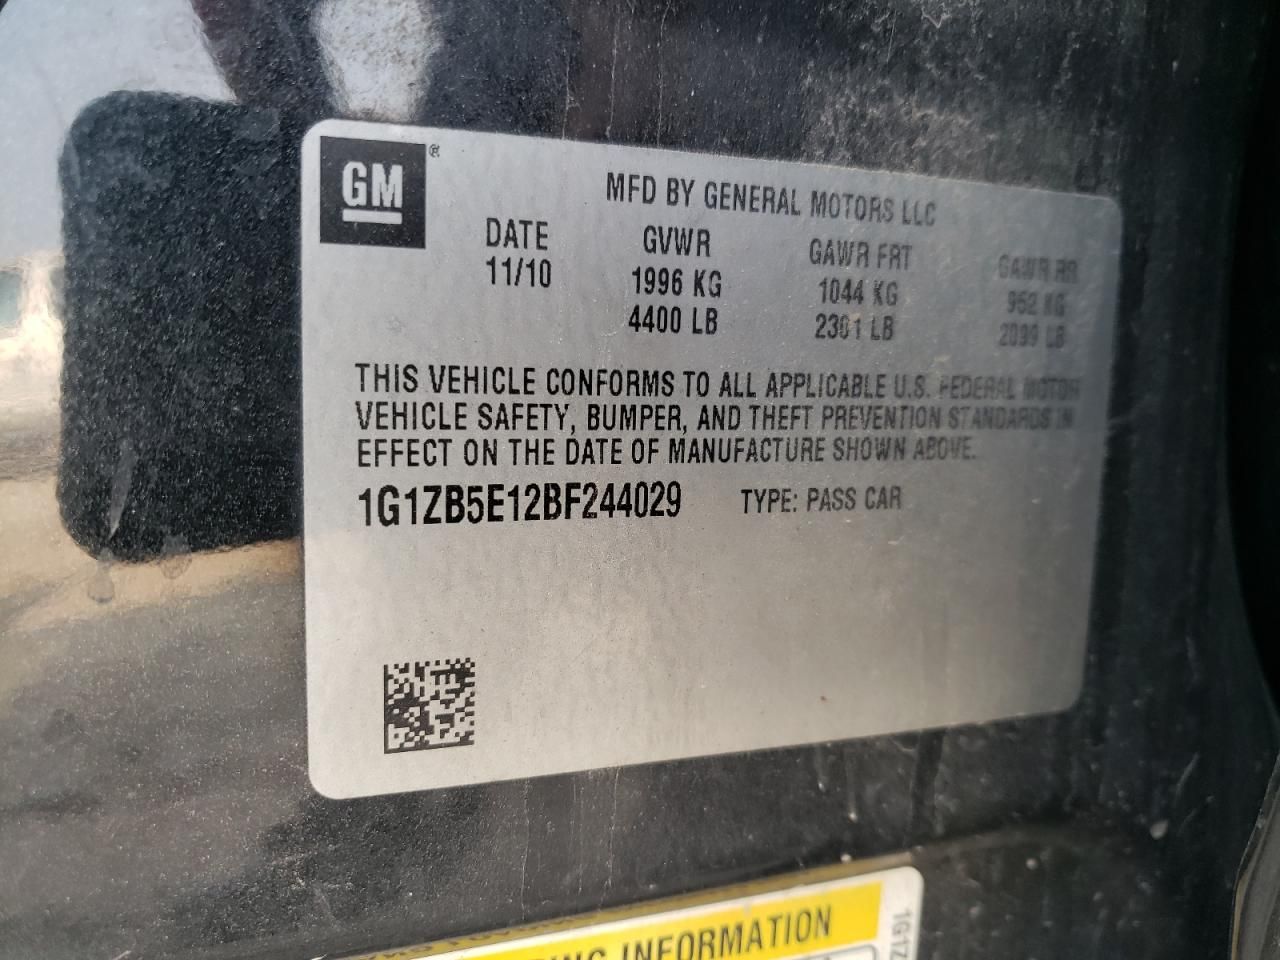 GM®
MFD BY GENERAL MOTORS LLC
DATE GVWR GAWR FRT GAWR RR
11/10 1996 KG 1044 KG 952 KG
4400 LB 2301 LB 2099 LB
THIS VEHICLE CONFORMS TO ALL APPLICABLE U.S. FEDERAL MOTOR
VEHICLE SAFETY, BUMPER, AND THEFT PREVENTION STANDARDS IN
EFFECT ON THE DATE OF MANUFACTURE SHOWN ABOVE.
1G1ZB5E12BF244029 TYPE: PASS CAR
INFORMATION
1G1Z